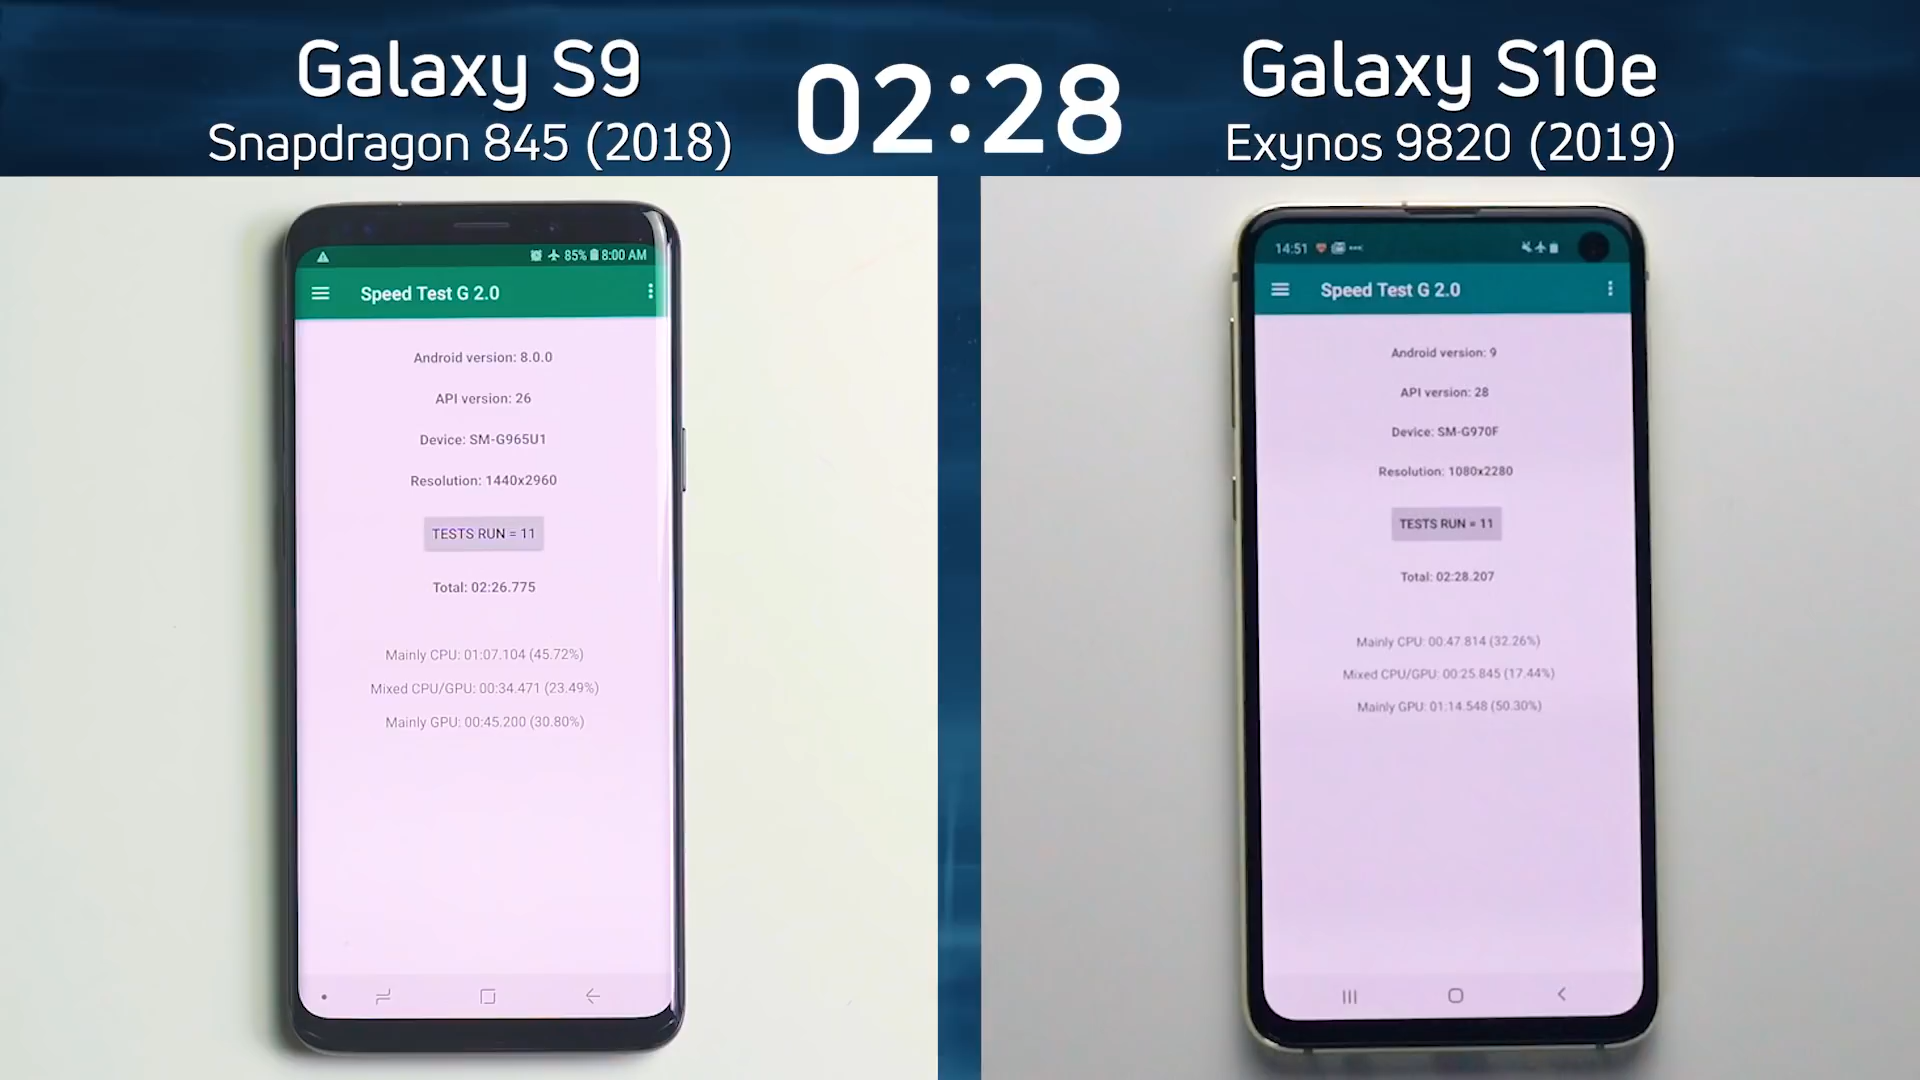 Galaxy S9
Snapdragon 845 (2018)
02:28
Galaxy S10e
Exynos 9820 (2019)
85% 8:00 AM
Speed Test G 2.0
Android version: 8.0.0
API version: 26
Device: SM-G965U1
Resolution: 1440x2960
TESTS RUN = 11
Total: 02:26.775
Mainly CPU: 01:07.104 (45.72%)
Mixed CPU/GPU: 00:34.471 (23.49%)
Mainly GPU: 00:45.200 (30.80%)
14:51
Speed Test G 2.0
Android version: 9
API version: 28
Device: SM-G970F
Resolution: 1080x2280
TESTS RUN = 11
Total: 02:28.207
Mainly CPU: 00:47.814 (32.26%)
Mixed CPU/GPU: 00:25.845 (17.44%)
Mainly GPU: 01:14.548 (50.30%)